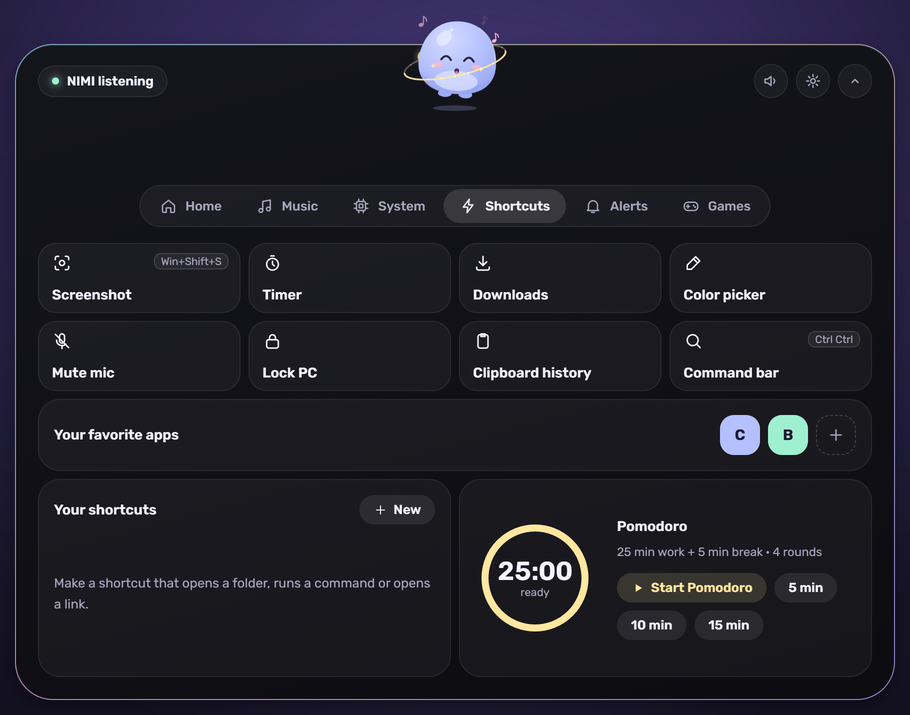 NIMI listening
Home
Music
System
Shortcuts
Alerts
Games
Win+Shift+S
Screenshot
Timer
Downloads
Color picker
Mute mic
Lock PC
Clipboard history
Ctrl Ctrl
Command bar
Your favorite apps
C
B
Your shortcuts
New
Make a shortcut that opens a folder, runs a command or opens
a link.
25:00
ready
Pomodoro
25 min work + 5 min break • 4 rounds
Start Pomodoro
5 min
10 min
15 min